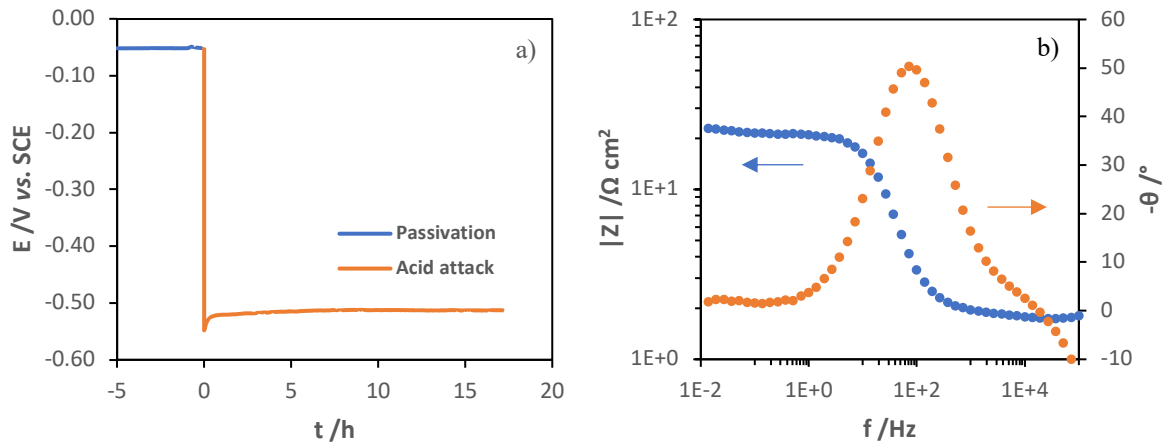 a)
0.00
-0.10
-0.20
-0.30
-0.40
-0.50
-0.60
E /V vs. SCE
Passivation
Acid attack
-5
0
5
10
15
20
t /h
b)
1E+2
1E+1
1E+0
|Z| /Ω cm²
60
50
40
30
20
10
0
-10
-θ /°
1E-2
1E+0
1E+2
1E+4
f /Hz